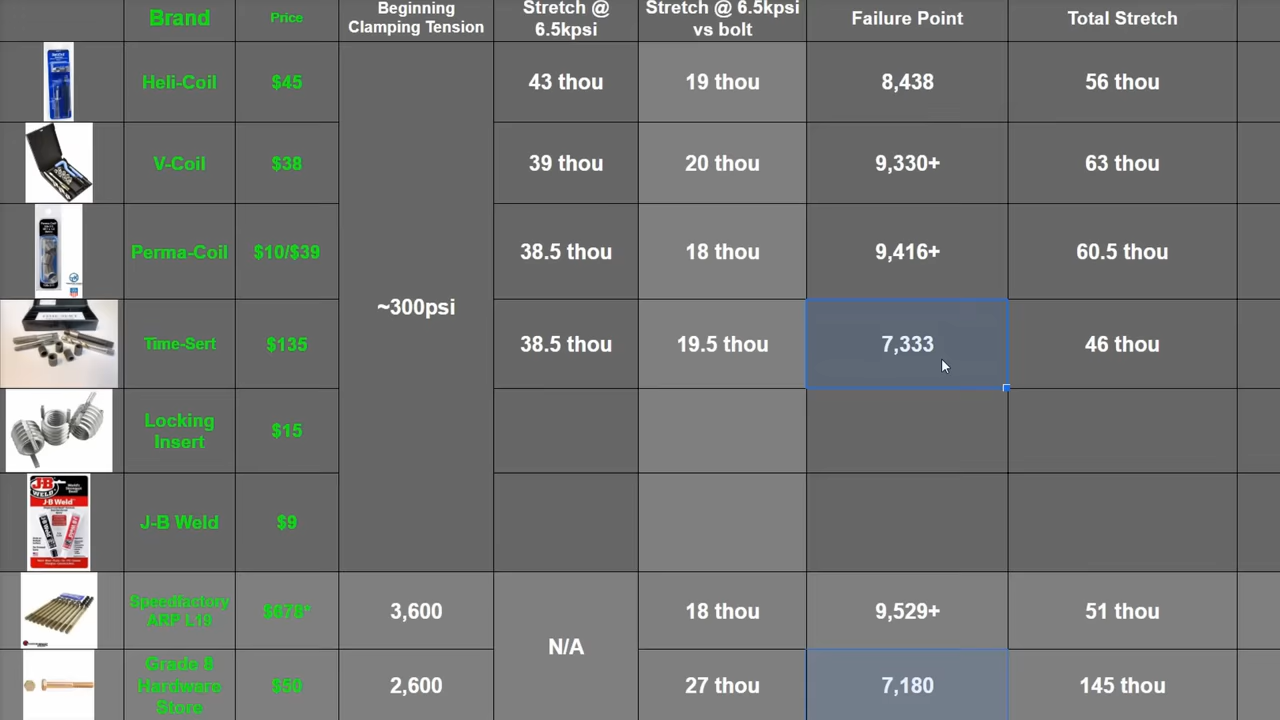 Brand
Price
Beginning
Clamping Tension
Stretch @
6.5kpsi
Stretch @ 6.5kpsi
vs bolt
Failure Point
Total Stretch
Heli-Coil
$45
43 thou
19 thou
8,438
56 thou
V-Coil
$38
39 thou
20 thou
9,330+
63 thou
Perma-Coil
$10/$39
38.5 thou
18 thou
9,416+
60.5 thou
~300psi
Time-Sert
$135
38.5 thou
19.5 thou
7,333
46 thou
Locking
Insert
$15
J-B WELD
J-B Weld
J-B Weld
$9
Speedfactory
ARP L19
3,600
N/A
18 thou
9,529+
51 thou
Grade 8
Hardware
Store
$50
2,600
27 thou
7,180
145 thou